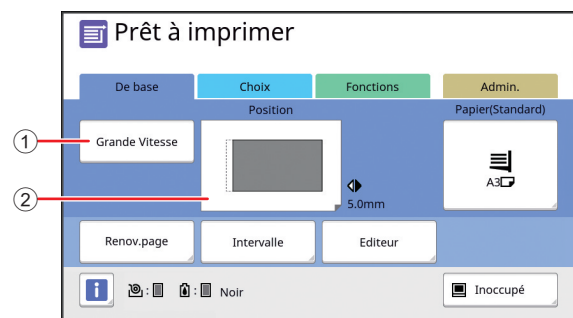 Prêt à imprimer
De base
Choix
Fonctions
Admin.
Position
Papier(Standard)
1
Grande Vitesse
A3
2
5.0mm
Renov.page
Intervalle
Editeur
i
: : Noir
Inoccupé